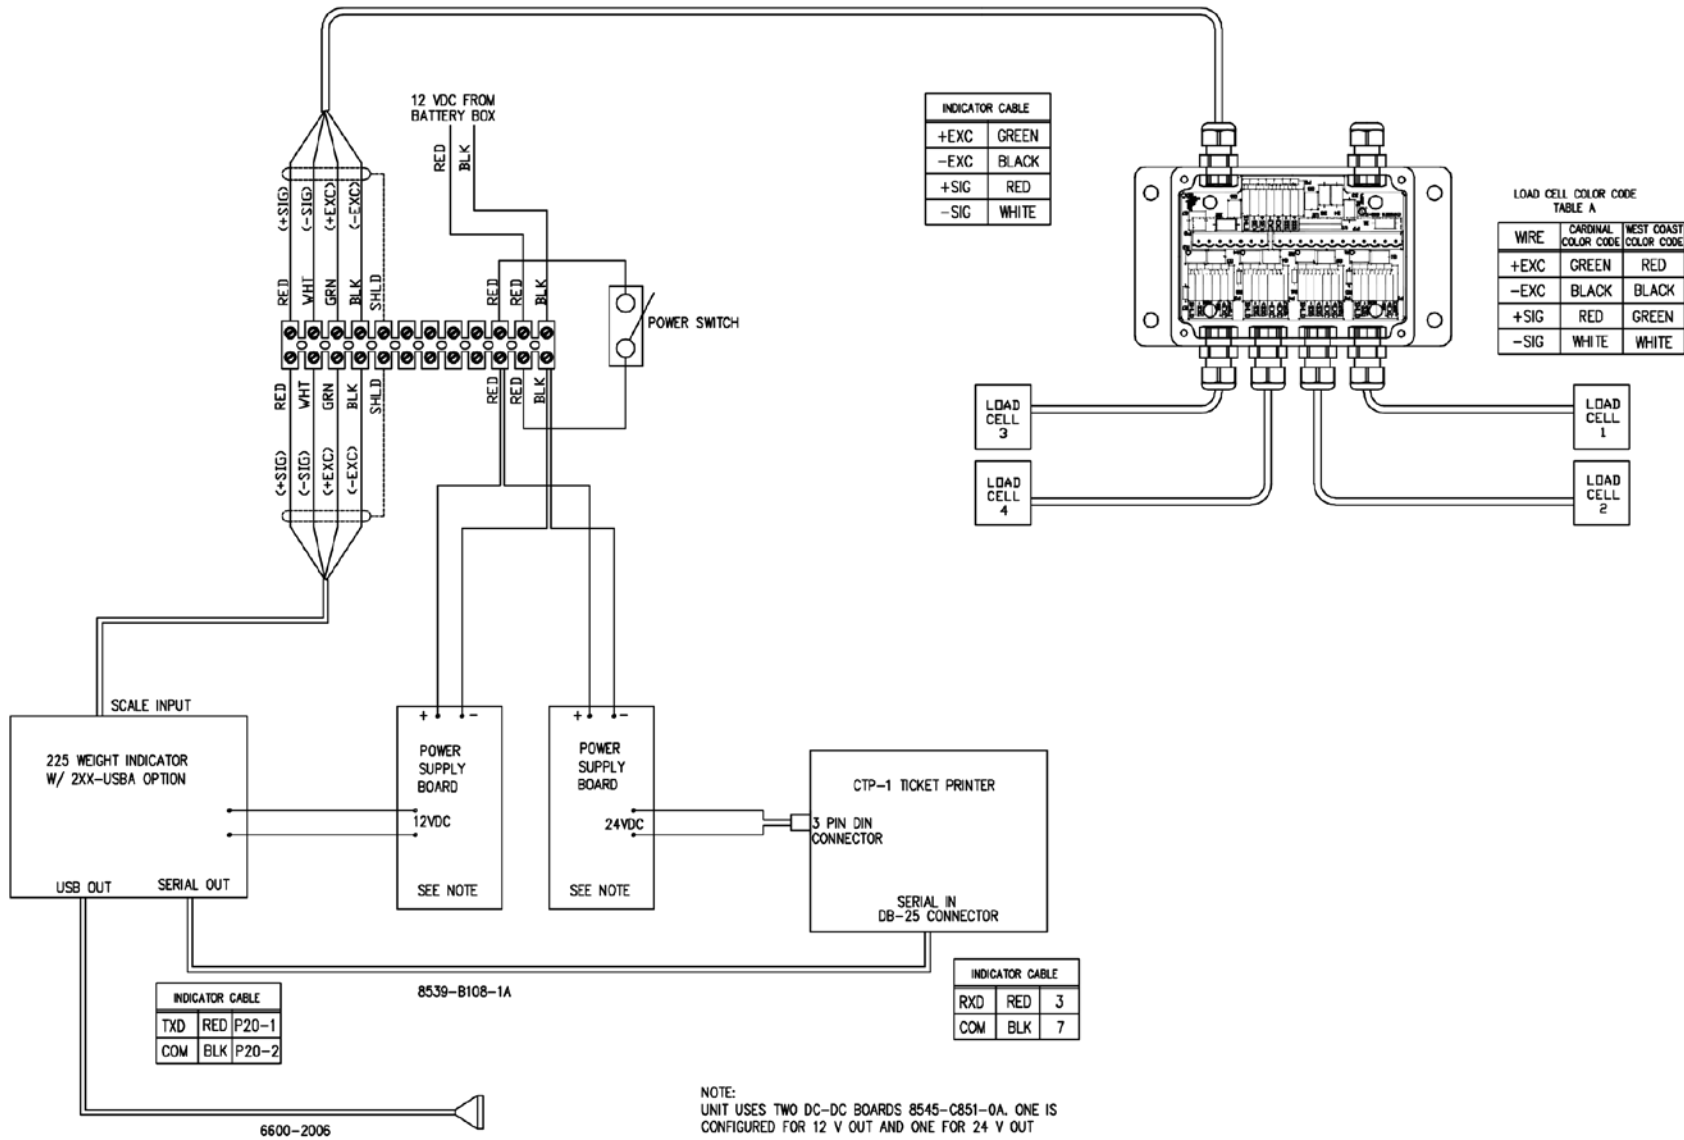 12 VDC FROM
BATTERY BOX
RED
BLK
(+SIG)
(-SIG)
(+EXC)
(-EXC)
RED
WHT
GRN
BLK
SHLD
RED
RED
BLK
POWER SWITCH
RED
WHT
GRN
BLK
SHLD
RED
RED
BLK
(+SIG)
(-SIG)
(+EXC)
(-EXC)
INDICATOR CABLE
+EXC GREEN
-EXC BLACK
+SIG RED
-SIG WHITE
LOAD CELL COLOR CODE
TABLE A
WIRE CARDINAL COLOR CODE WEST COAST COLOR CODE
+EXC GREEN RED
-EXC BLACK BLACK
+SIG RED GREEN
-SIG WHITE WHITE
LOAD
CELL
3
LOAD
CELL
1
LOAD
CELL
4
LOAD
CELL
2
SCALE INPUT
225 WEIGHT INDICATOR
W/ 2XX-USBA OPTION
USB OUT SERIAL OUT
+ -
POWER
SUPPLY
BOARD
12VDC
SEE NOTE
+ -
POWER
SUPPLY
BOARD
24VDC
SEE NOTE
CTP-1 TICKET PRINTER
3 PIN DIN
CONNECTOR
SERIAL IN
DB-25 CONNECTOR
8539-B108-1A
INDICATOR CABLE
TXD RED P20-1
COM BLK P20-2
INDICATOR CABLE
RXD RED 3
COM BLK 7
6600-2006
NOTE:
UNIT USES TWO DC-DC BOARDS 8545-C851-0A. ONE IS
CONFIGURED FOR 12 V OUT AND ONE FOR 24 V OUT